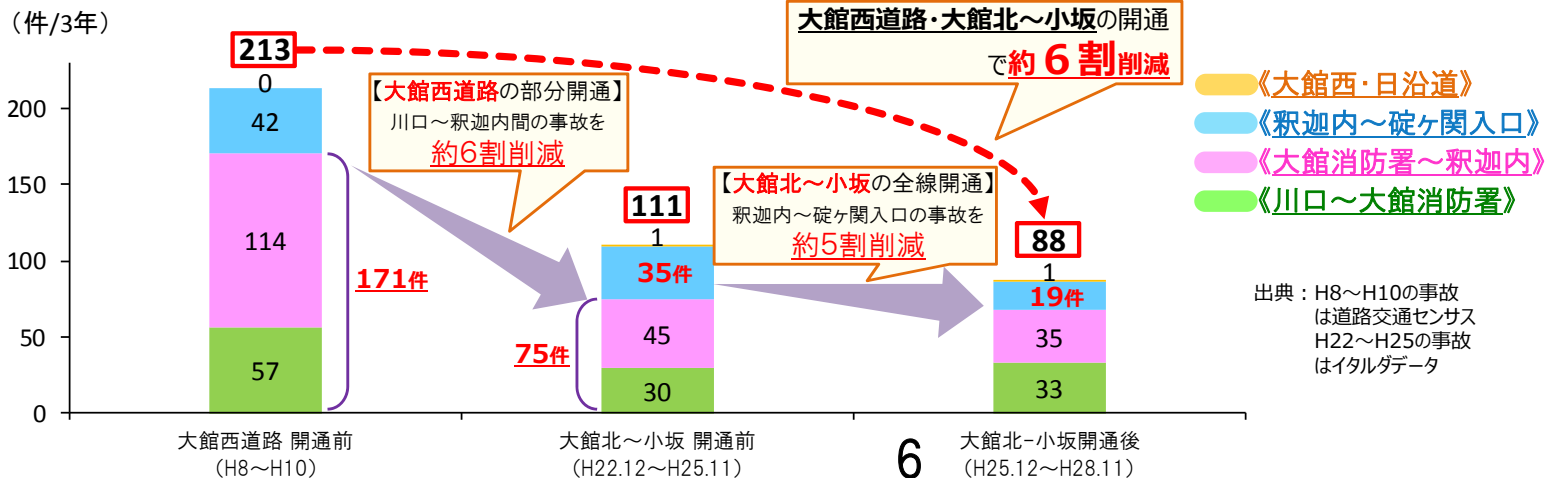 （件/3年）
大館西道路･大館北～小坂の開通
で約６割削減
213
0
42
114
57
171件
【大館西道路の部分開通】
川口～釈迦内間の事故を
約6割削減
111
1
35件
45
30
75件
【大館北～小坂の全線開通】
釈迦内～碇ヶ関入口の事故を
約5割削減
88
1
19件
35
33
200
150
100
50
0
《大館西･日沿道》
《釈迦内～碇ヶ関入口》
《大館消防署～釈迦内》
《川口～大館消防署》
出典：H8～H10の事故
は道路交通センサス
H22～H25の事故
はイタルダデータ
大館西道路 開通前
（H8～H10）
大館北～小坂 開通前
（H22.12～H25.11）
6
大館北-小坂開通後
（H25.12～H28.11）